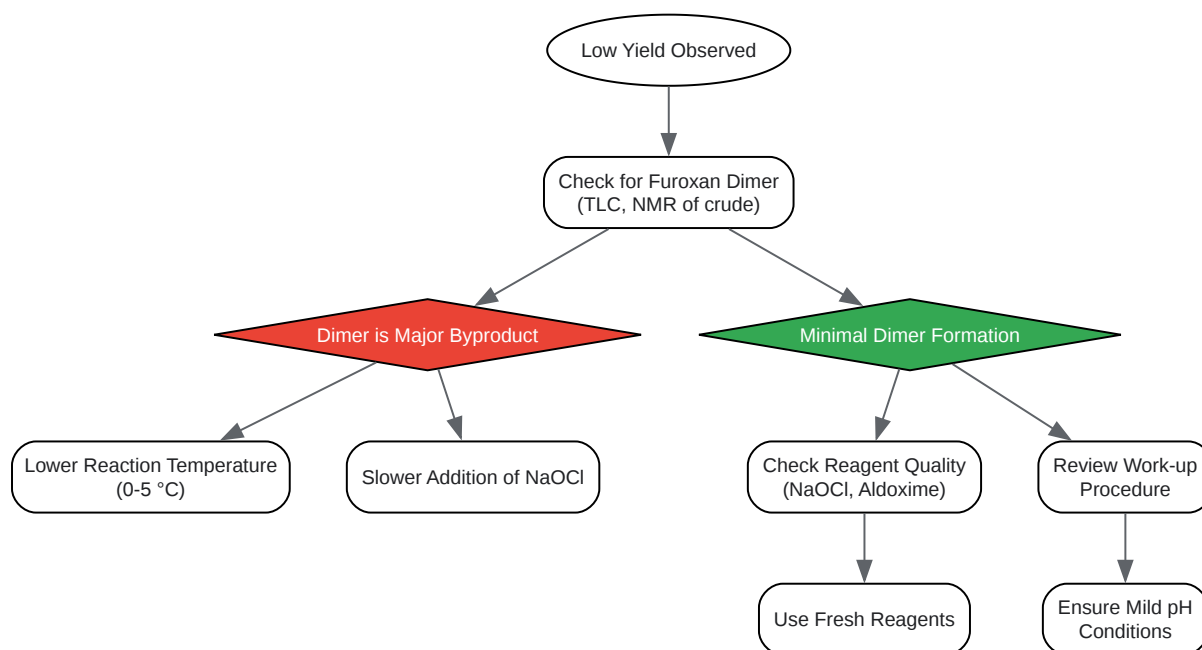 Low Yield Observed
Check for Furoxan Dimer
(TLC, NMR of crude)
Dimer is Major Byproduct
Minimal Dimer Formation
Lower Reaction Temperature
(0-5 °C)
Slower Addition of NaOCl
Check Reagent Quality
(NaOCl, Aldoxime)
Review Work-up
Procedure
Use Fresh Reagents
Ensure Mild pH
Conditions